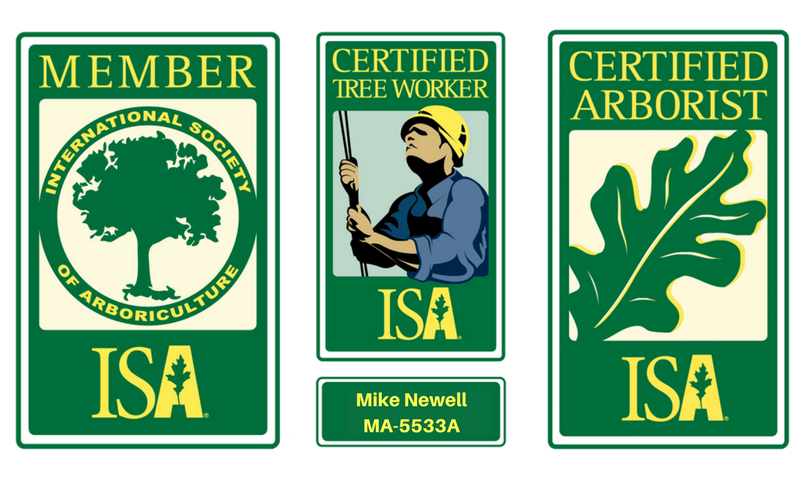 MEMBER
INTERNATIONAL SOCIETY
OF ARBORICULTURE
ISA
CERTIFIED
TREE WORKER
ISA
Mike Newell
MA-5533A
CERTIFIED
ARBORIST
ISA